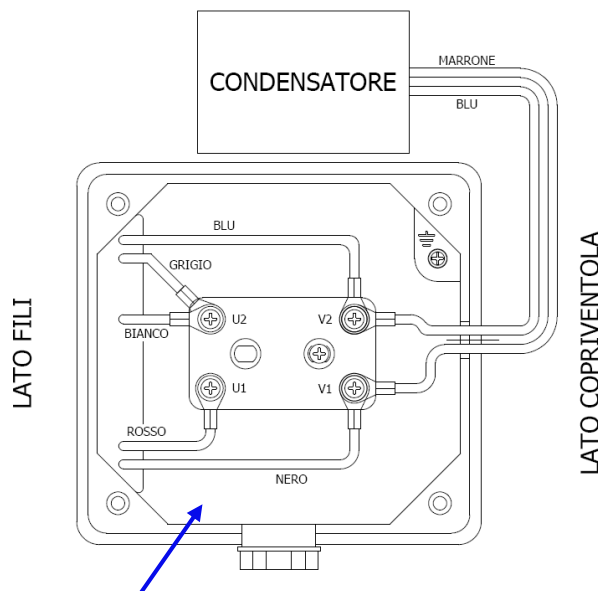 CONDENSATORE
MARRONE
BLU
BLU
GRIGIO
BIANCO
U2
V2
U1
V1
ROSSO
NERO
LATO FILI
LATO COPRIVENTOLA